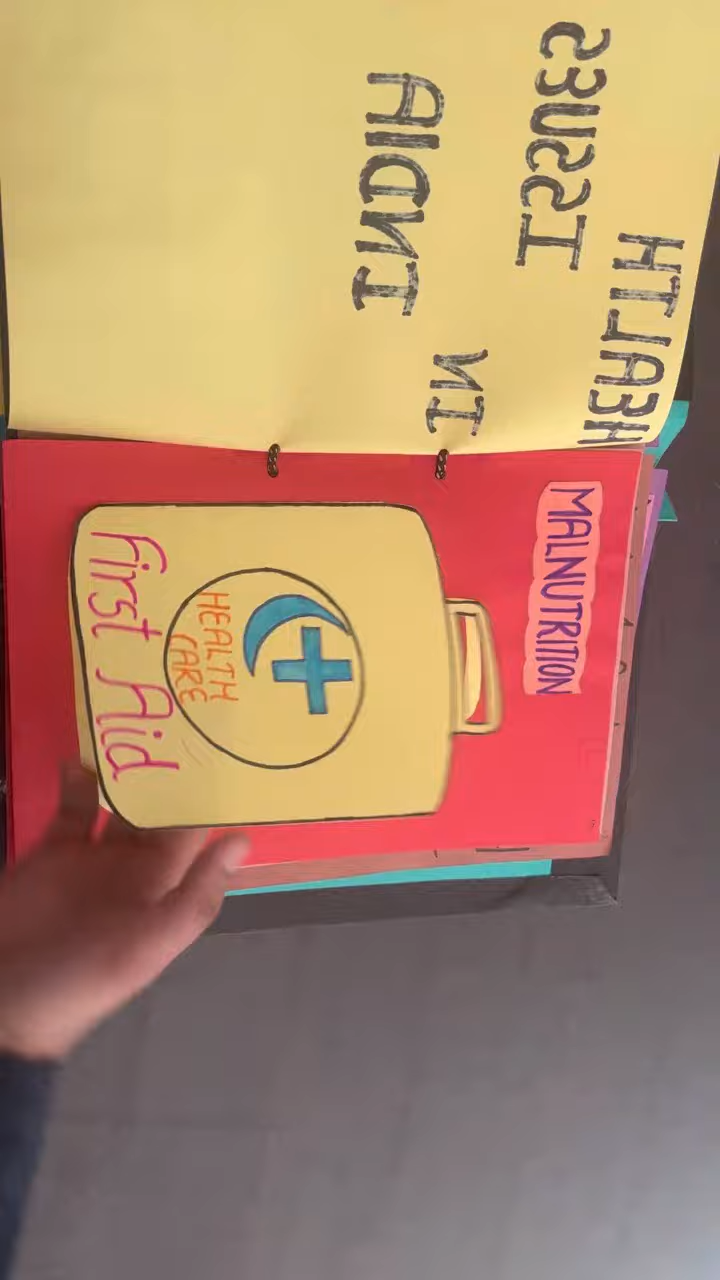 HEALTH
ISSUES
IN
INDIA
MALNUTRITION
HEALTH
CARE
First Aid